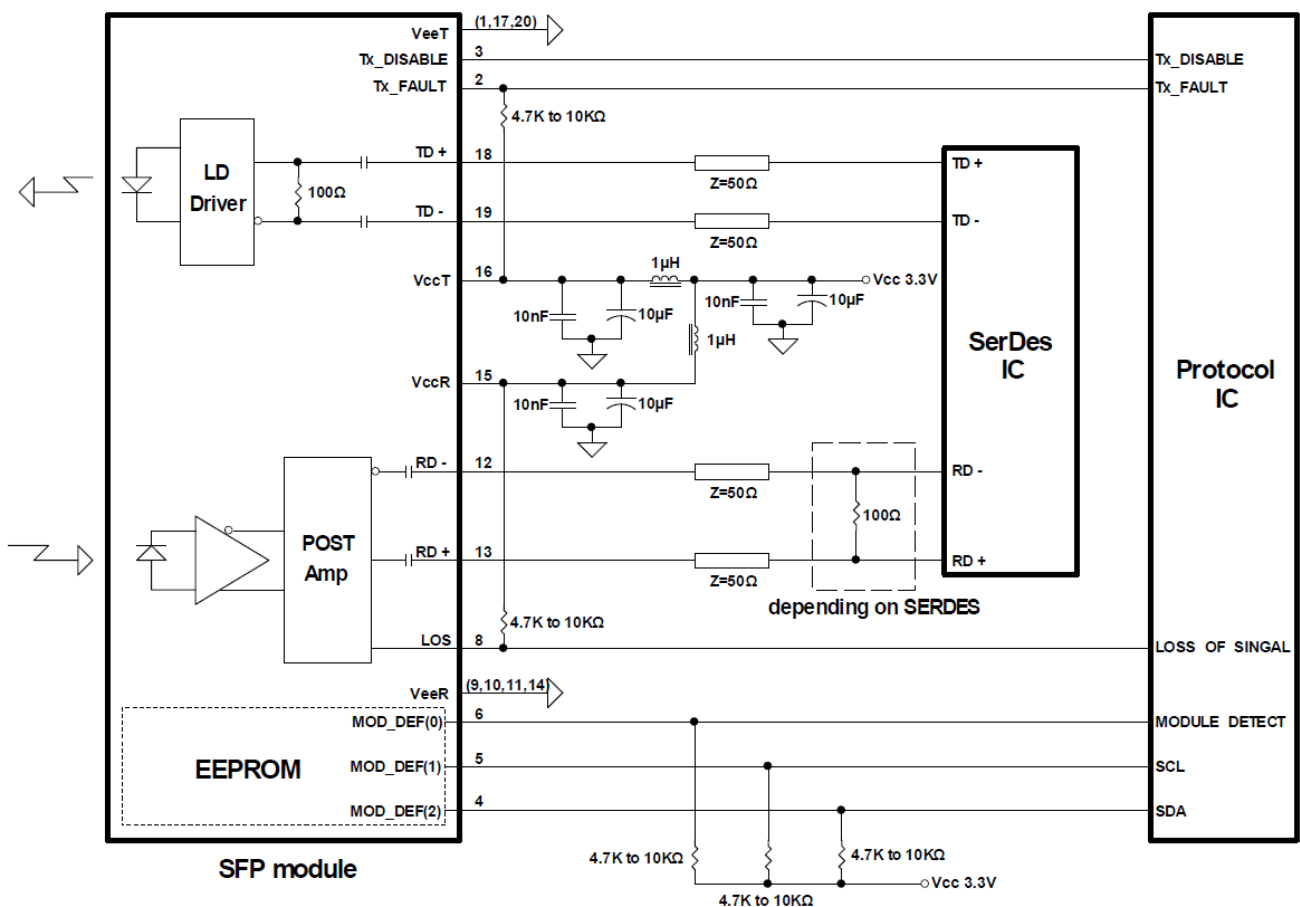 VeeT
(1,17,20)
Tx_DISABLE
3
Tx_DISABLE
Tx_FAULT
2
Tx_FAULT
4.7K to 10KΩ
LD
Driver
100Ω
TD +
18
Z=50Ω
TD +
TD -
19
Z=50Ω
TD -
VccT
16
1µH
Vcc 3.3V
10nF
10µF
10nF
10µF
1µH
SerDes
IC
Protocol
IC
VccR
15
10nF
10µF
RD -
12
Z=50Ω
RD -
100Ω
POST
Amp
RD +
13
Z=50Ω
RD +
depending on SERDES
4.7K to 10KΩ
LOS
8
LOSS OF SINGAL
VeeR
(9,10,11,14)
MOD_DEF(0)
6
MODULE DETECT
EEPROM
MOD_DEF(1)
5
SCL
MOD_DEF(2)
4
SDA
SFP module
4.7K to 10KΩ
4.7K to 10KΩ
4.7K to 10KΩ
Vcc 3.3V